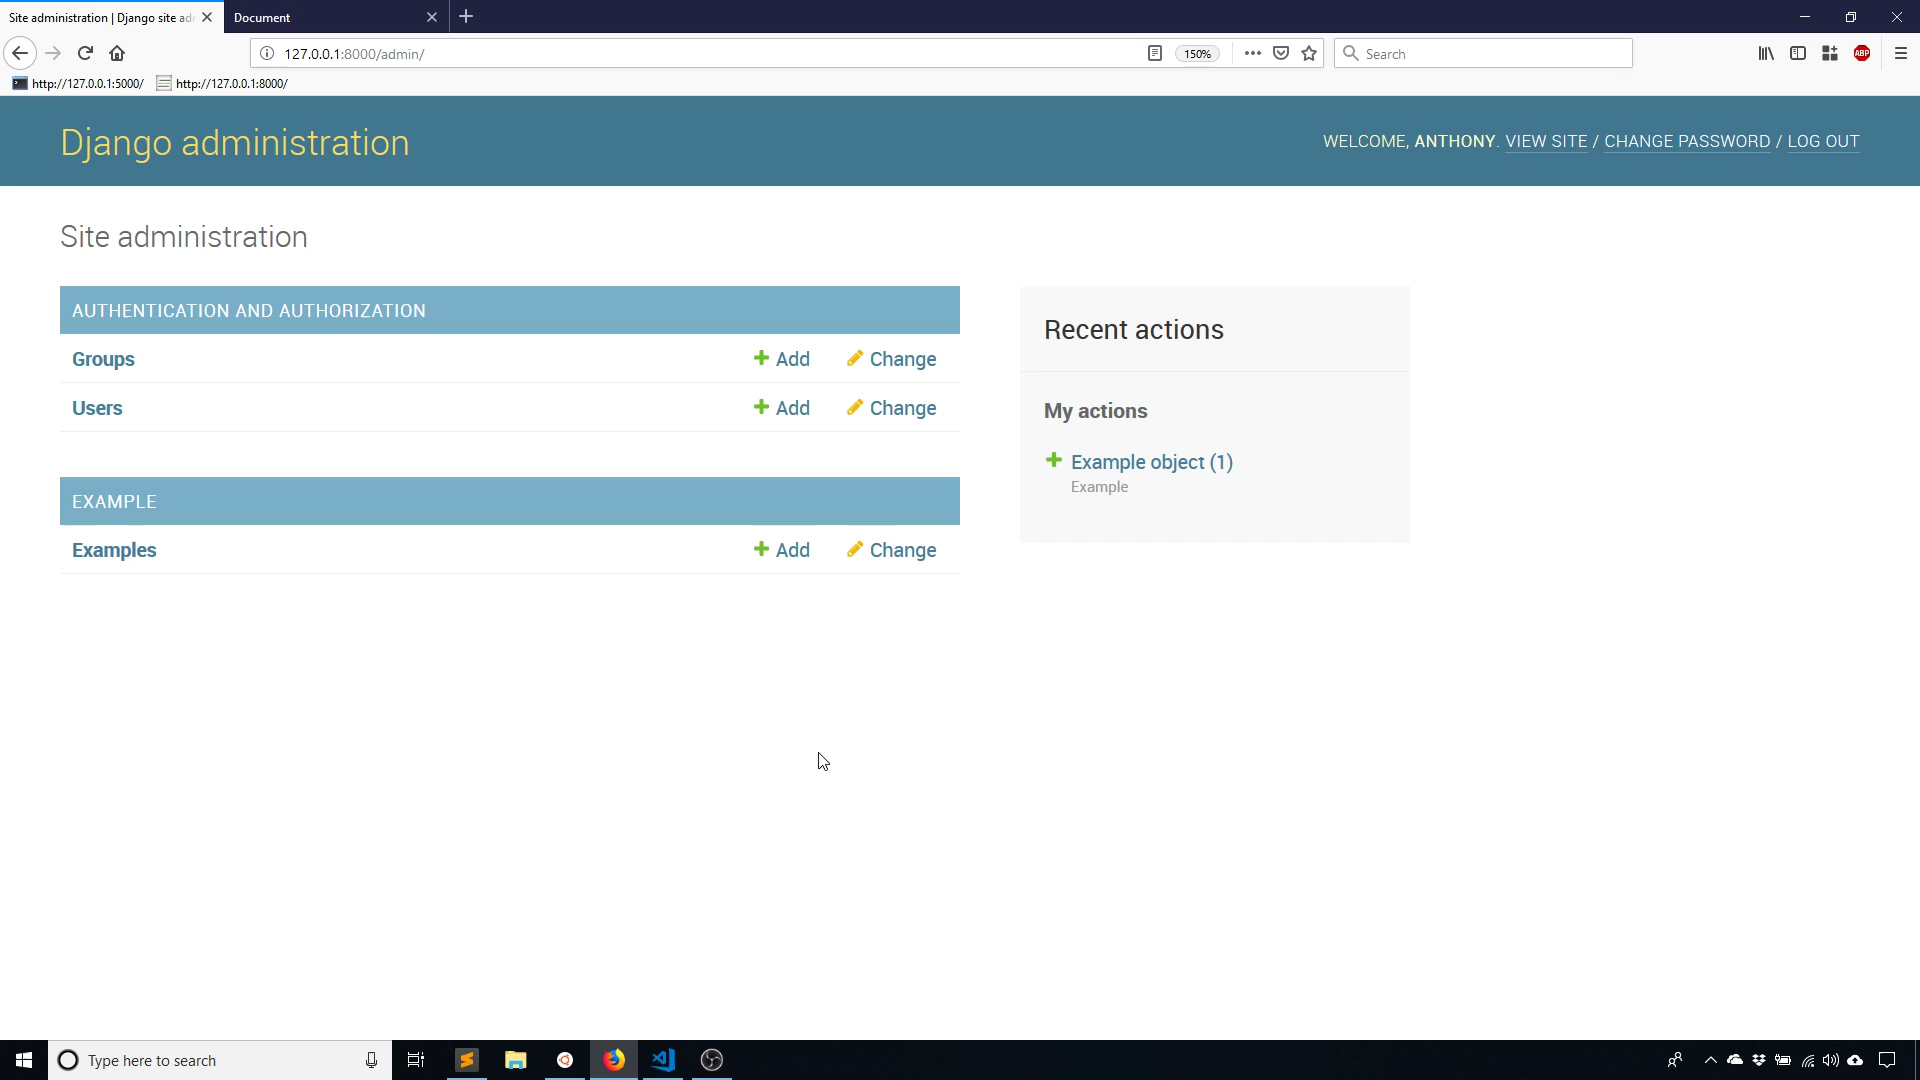 Site administration | Django site ad
Document
127.0.0.1:8000/admin/
150%
Search
ABP
http://127.0.0.1:5000/
http://127.0.0.1:8000/
Django administration
WELCOME, ANTHONY. VIEW SITE / CHANGE PASSWORD / LOG OUT
Site administration
AUTHENTICATION AND AUTHORIZATION
Groups Add Change
Users Add Change
EXAMPLE
Examples Add Change
Recent actions
My actions
Example object (1)
Example
Type here to search